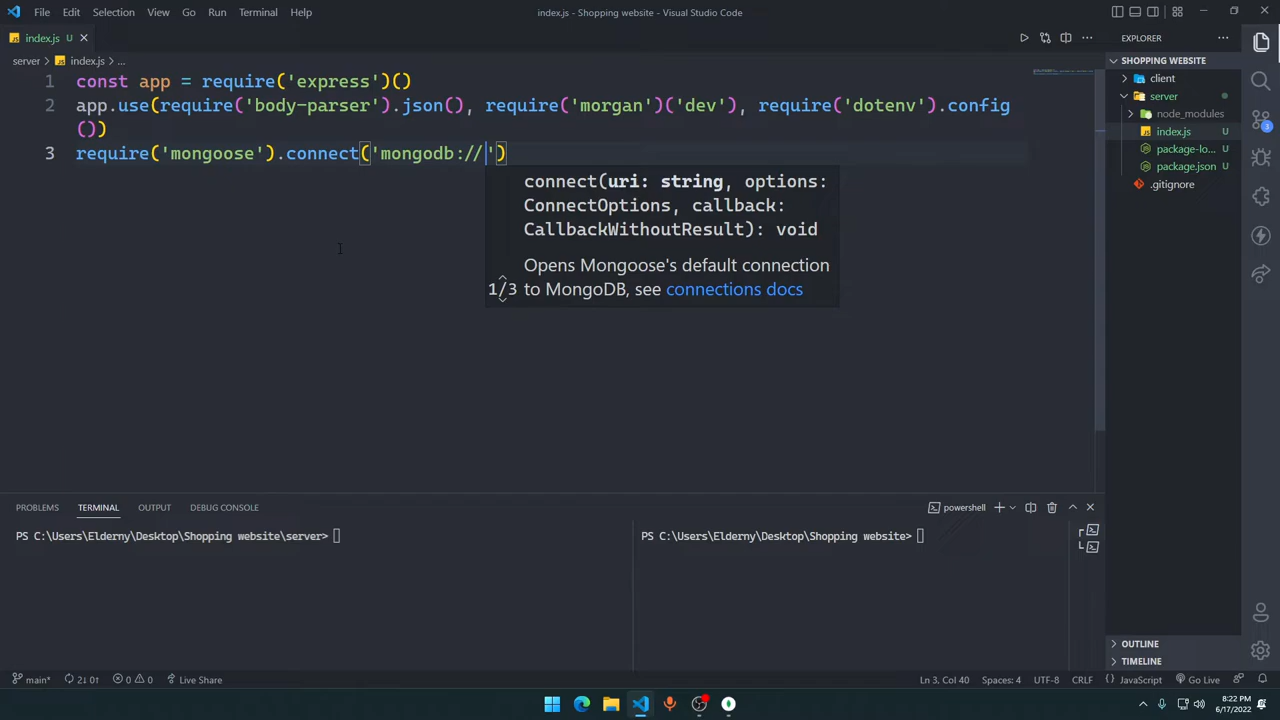 File Edit Selection View Go Run Terminal Help
index.js - Shopping website - Visual Studio Code
index.js U
EXPLORER
server > index.js > ...
SHOPPING WEBSITE
client
server
node_modules
index.js U
package-lo... U
package.json U
.gitignore
1 const app = require('express')()
2 app.use(require('body-parser').json(), require('morgan')('dev'), require('dotenv').config
())
3 require('mongoose').connect('mongodb://')
connect(uri: string, options:
ConnectOptions, callback:
CallbackWithoutResult): void
Opens Mongoose's default connection
1/3 to MongoDB, see connections docs
3
PROBLEMS TERMINAL OUTPUT DEBUG CONSOLE
powershell
PS C:\Users\Elderny\Desktop\Shopping website\server>
PS C:\Users\Elderny\Desktop\Shopping website>
OUTLINE
TIMELINE
main* 2↓ 0↑ 0 0 Live Share
Ln 3, Col 40 Spaces: 4 UTF-8 CRLF {} JavaScript Go Live
8:22 PM
6/17/2022